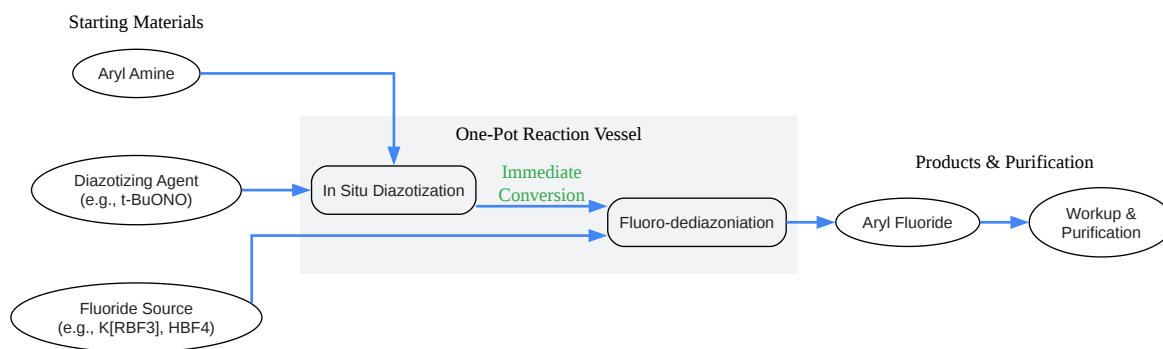 Starting Materials
Aryl Amine
One-Pot Reaction Vessel
Diazotizing Agent
(e.g., t-BuONO)
In Situ Diazotization
Immediate
Conversion
Fluoro-dediazoniation
Products & Purification
Aryl Fluoride
Workup &
Purification
Fluoride Source
(e.g., K[RBF3], HBF4)